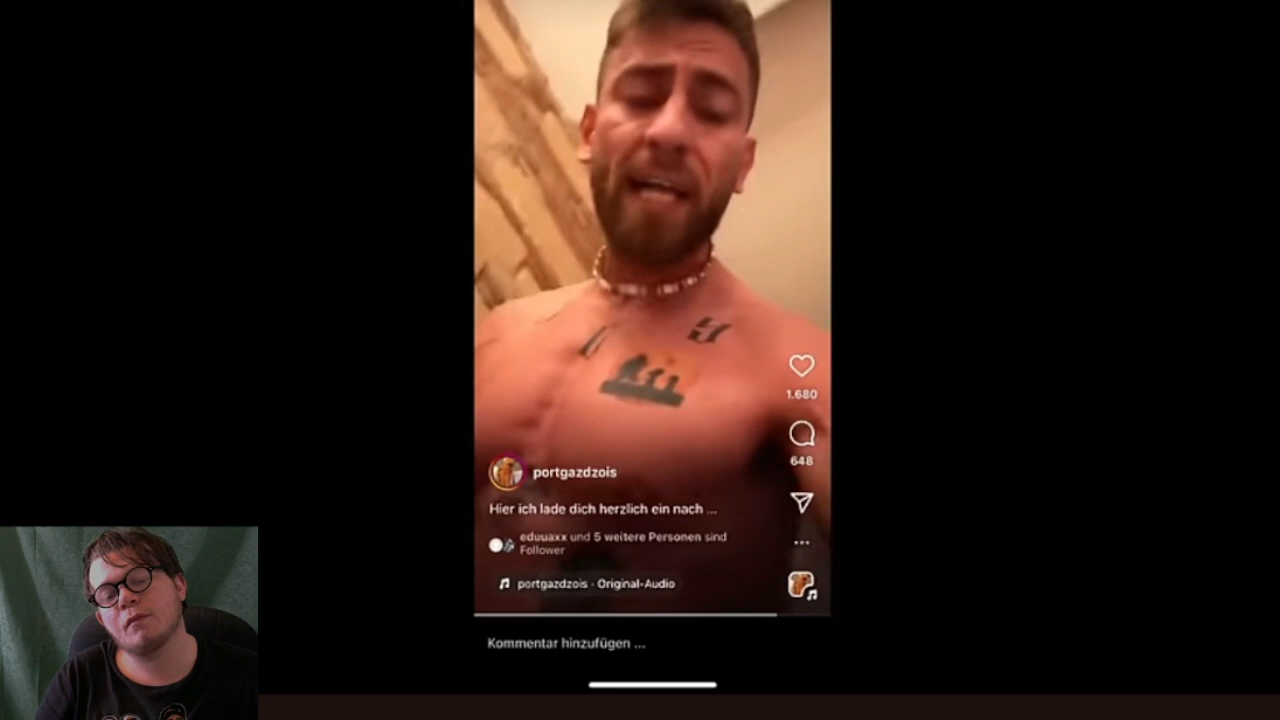 1.680
648
portgazdzois
Hier ich lade dich herzlich ein nach ...
eduuaxx und 5 weitere Personen sind
Follower
portgazdzois · Original-Audio
Kommentar hinzufügen ...